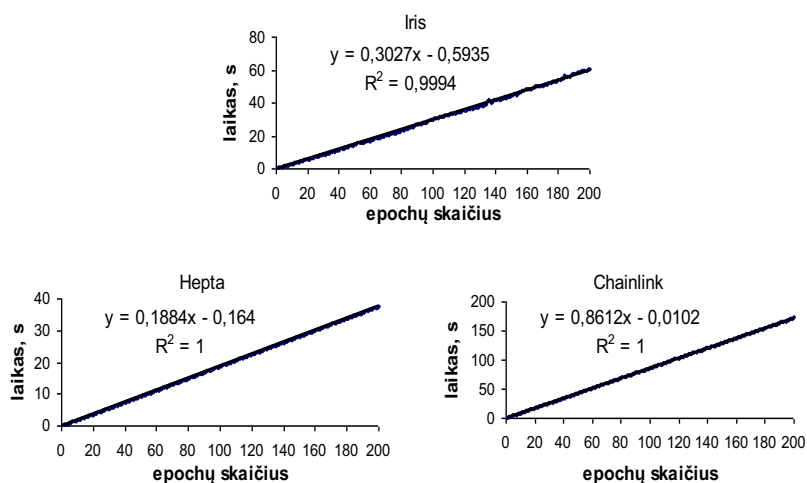 Iris
y = 0,3027x - 0,5935
R² = 0,9994
laikas, s
80
60
40
20
0
0 20 40 60 80 100 120 140 160 180 200
epochų skaičius
Hepta
y = 0,1884x - 0,164
R² = 1
laikas, s
40
30
20
10
0
0 20 40 60 80 100 120 140 160 180 200
epochų skaičius
Chainlink
y = 0,8612x - 0,0102
R² = 1
laikas, s
200
150
100
50
0
0 20 40 60 80 100 120 140 160 180 200
epochų skaičius